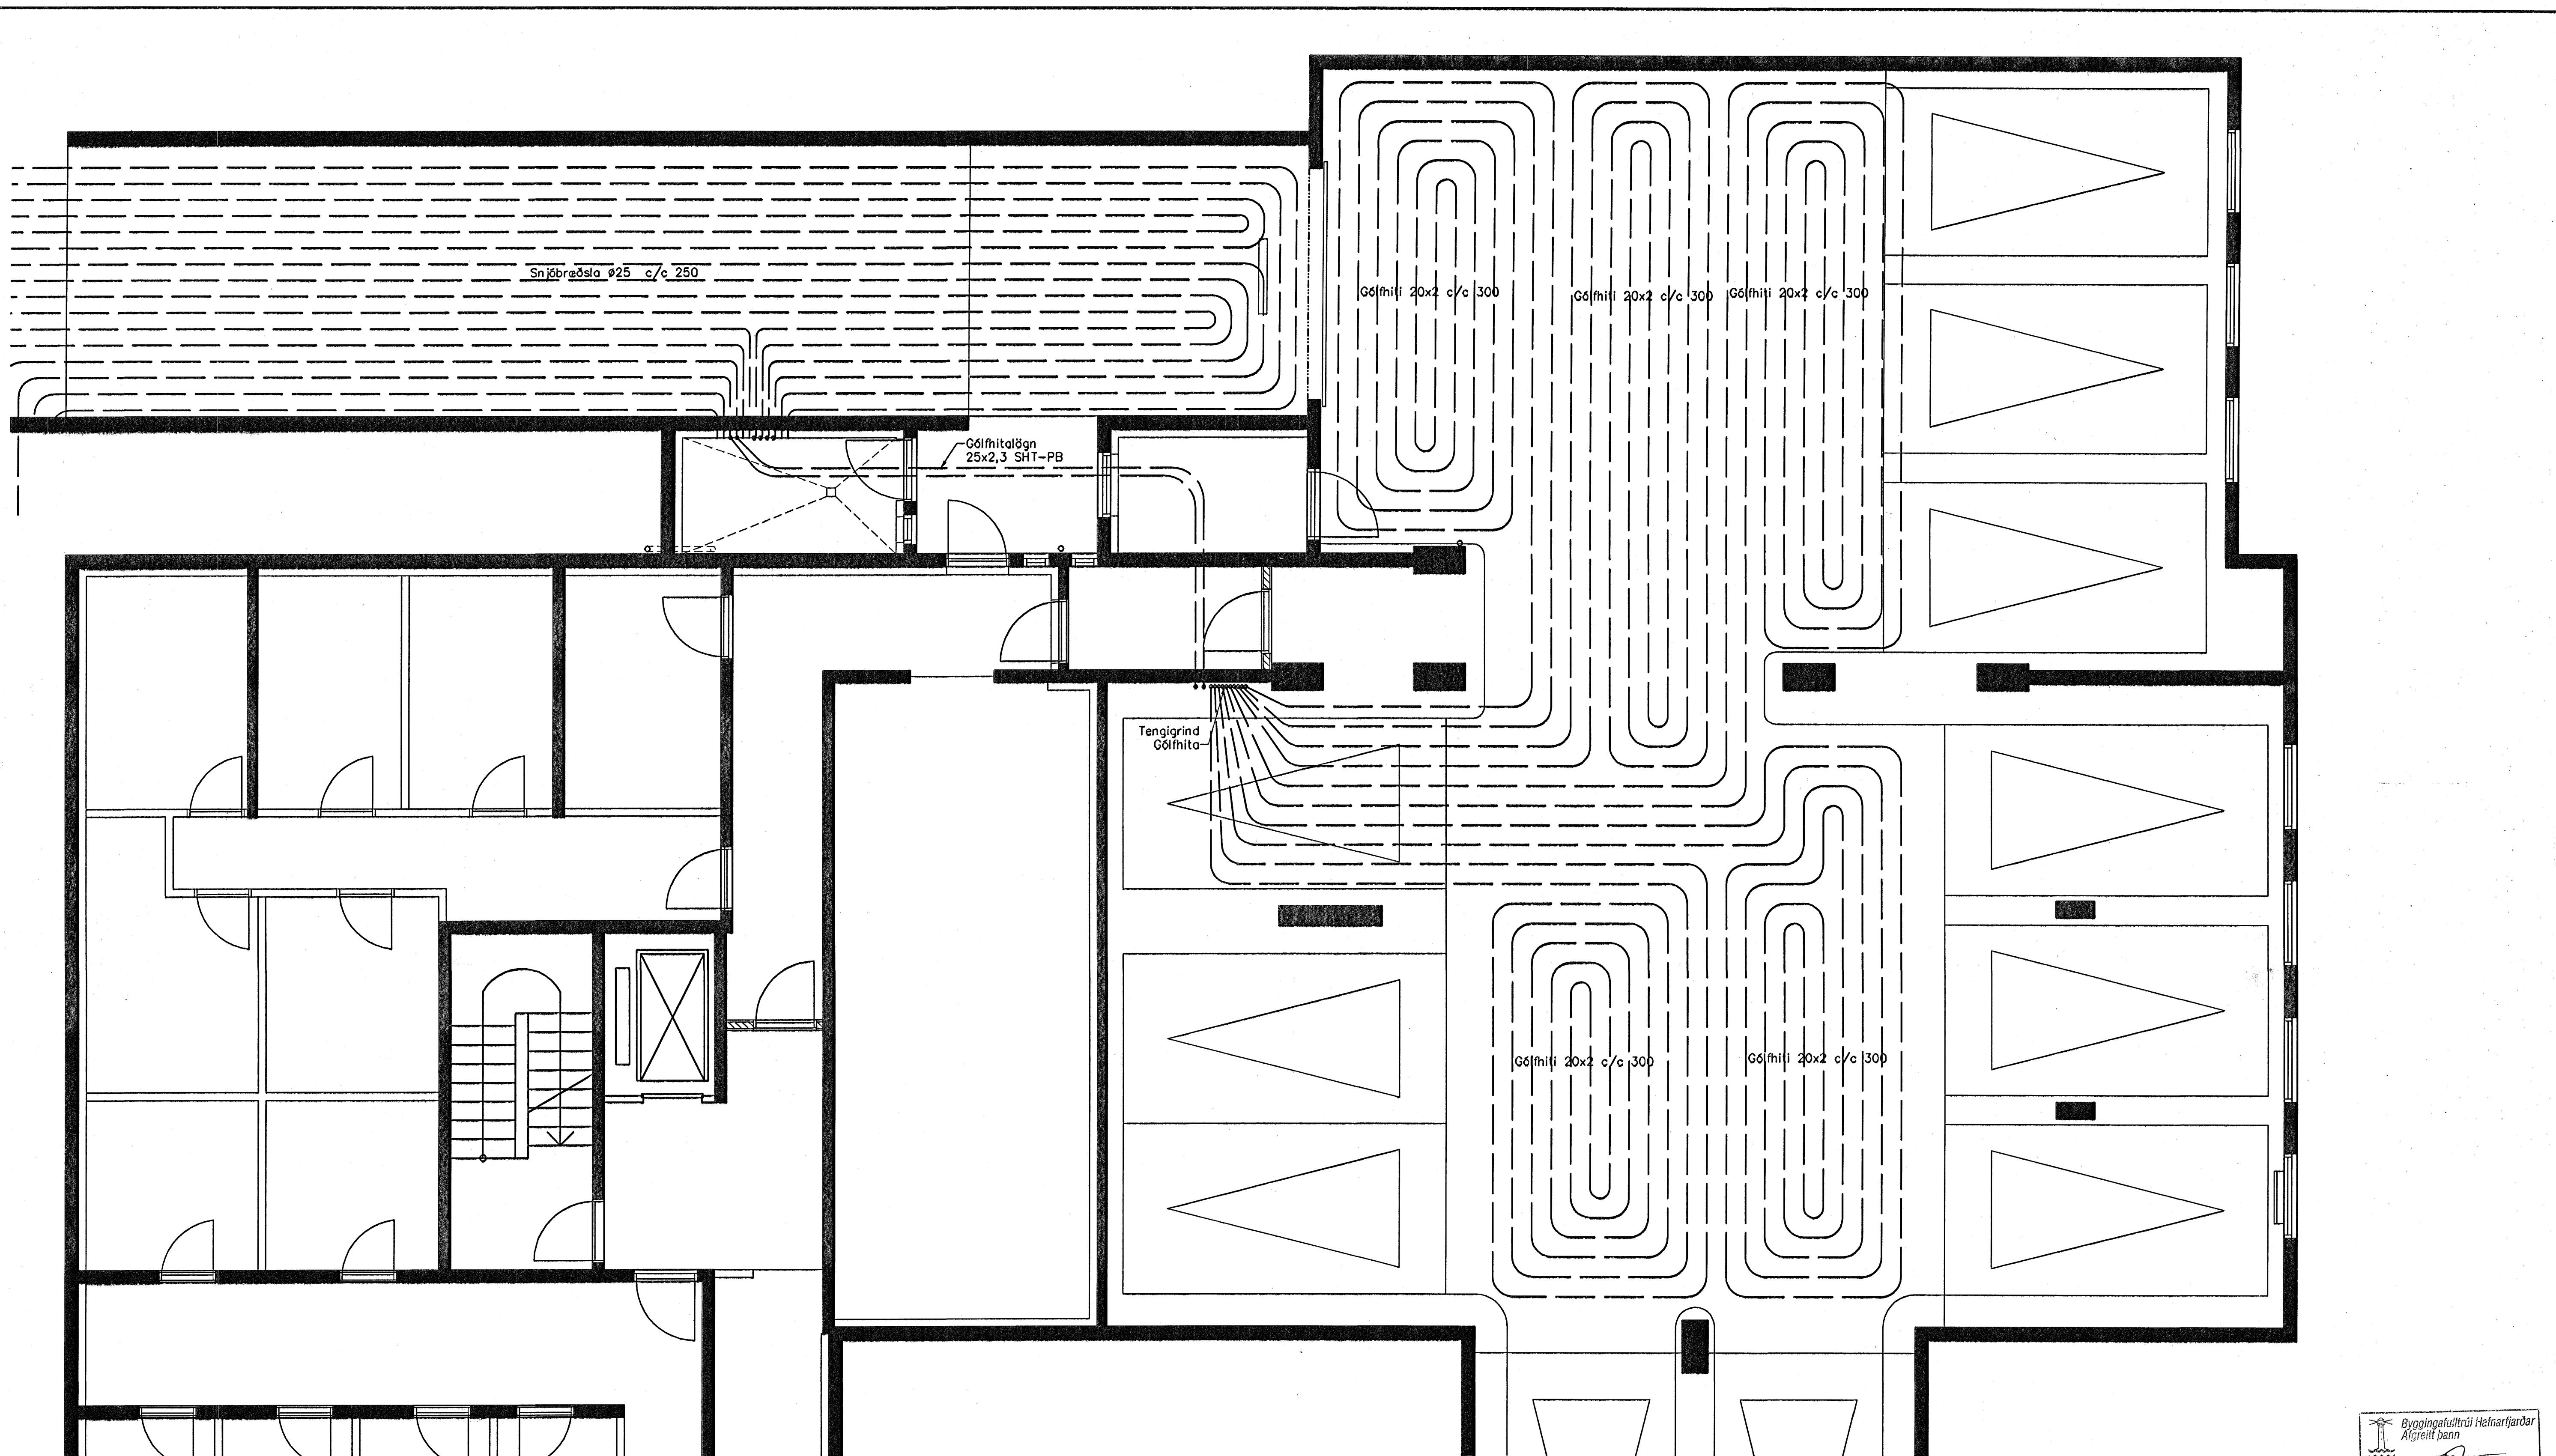 Snjóbræðsla ø25 c/c 250
Gólfhiti 20x2 c/c 300
Gólfhiti 20x2 c/c 300
Gólfhiti 20x2 c/c 300
Gólfhitalögn
25x2,3 SHT-PB
Tengigrind
Gólfhita
Gólfhiti 20x2 c/c 300
Gólfhiti 20x2 c/c 300
Byggingafulltrúi Hafnarfjarðar
Afgreitt þann